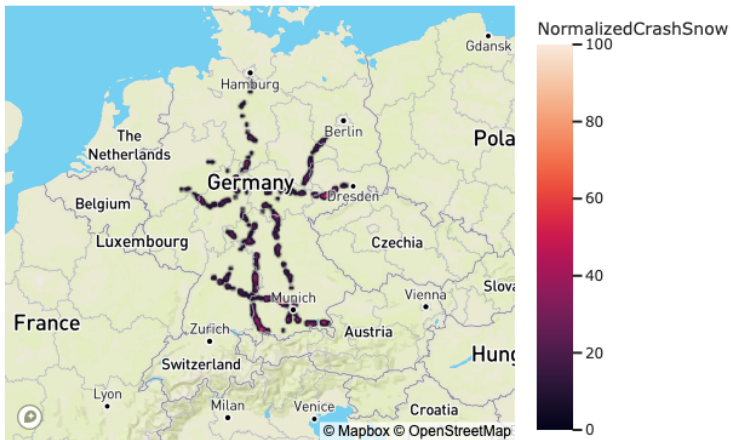 NormalizedCrashSnow
100
80
60
40
20
0
Gdansk
Hamburg
Berlin
The
Netherlands
Pola
Germany
Belgium
Dresden
Luxembourg
Czechia
Slova
Munich
Vienna
France
Zurich
Austria
Switzerland
Hung
Lyon
Milan
Venice
Croatia
© Mapbox © OpenStreetMap